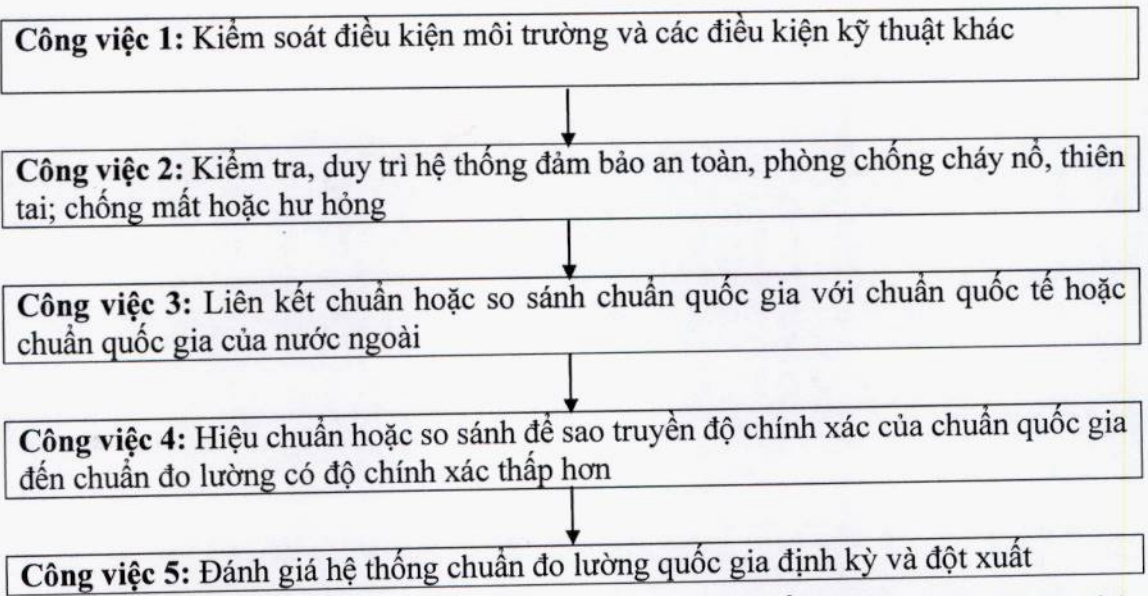 Công việc 1: Kiểm soát điều kiện môi trường và các điều kiện kỹ thuật khác
Công việc 2: Kiểm tra, duy trì hệ thống đảm bảo an toàn, phòng chống cháy nổ, thiên
tai; chống mất hoặc hư hỏng
Công việc 3: Liên kết chuẩn hoặc so sánh chuẩn quốc gia với chuẩn quốc tế hoặc
chuẩn quốc gia của nước ngoài
Công việc 4: Hiệu chuẩn hoặc so sánh để sao truyền độ chính xác của chuẩn quốc gia
đến chuẩn đo lường có độ chính xác thấp hơn
Công việc 5: Đánh giá hệ thống chuẩn đo lường quốc gia định kỳ và đột xuất